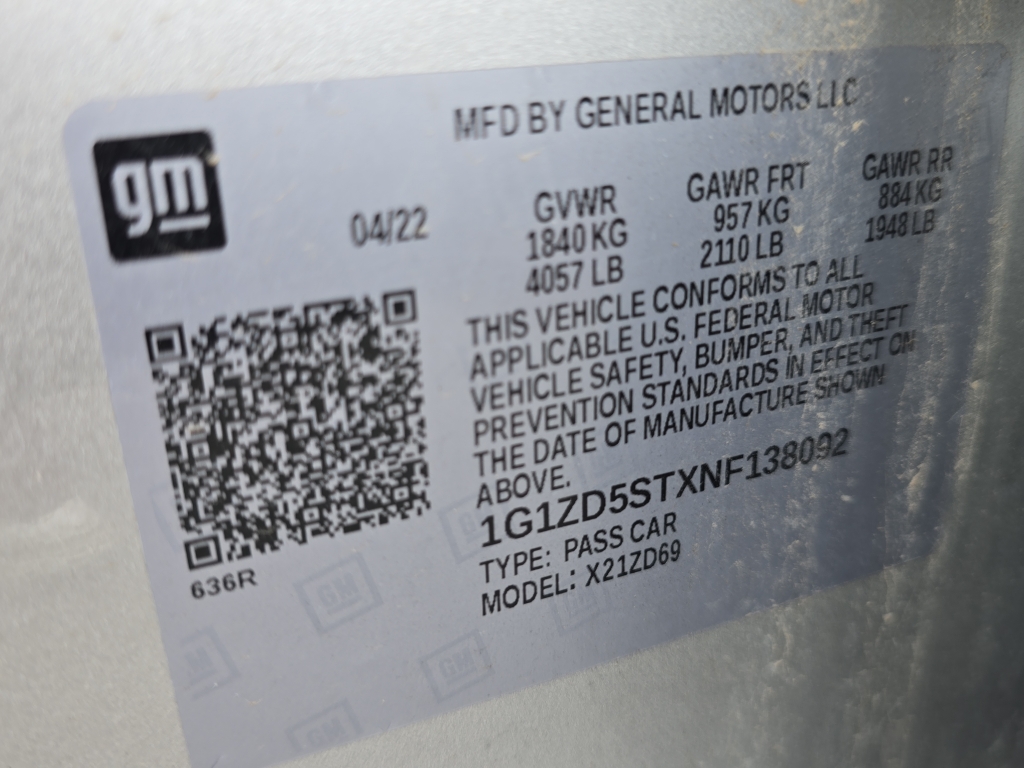 MFD BY GENERAL MOTORS LLC
gm
04/22
GVWR GAWR FRT GAWR RR
1840 KG 957 KG 884 KG
4057 LB 2110 LB 1948 LB
THIS VEHICLE CONFORMS TO ALL
APPLICABLE U.S. FEDERAL MOTOR
VEHICLE SAFETY, BUMPER, AND THEFT
PREVENTION STANDARDS IN EFFECT ON
THE DATE OF MANUFACTURE SHOWN
ABOVE.
1G1ZD5STXNF138092
TYPE: PASS CAR
MODEL: X21ZD69
636R
GM
GM